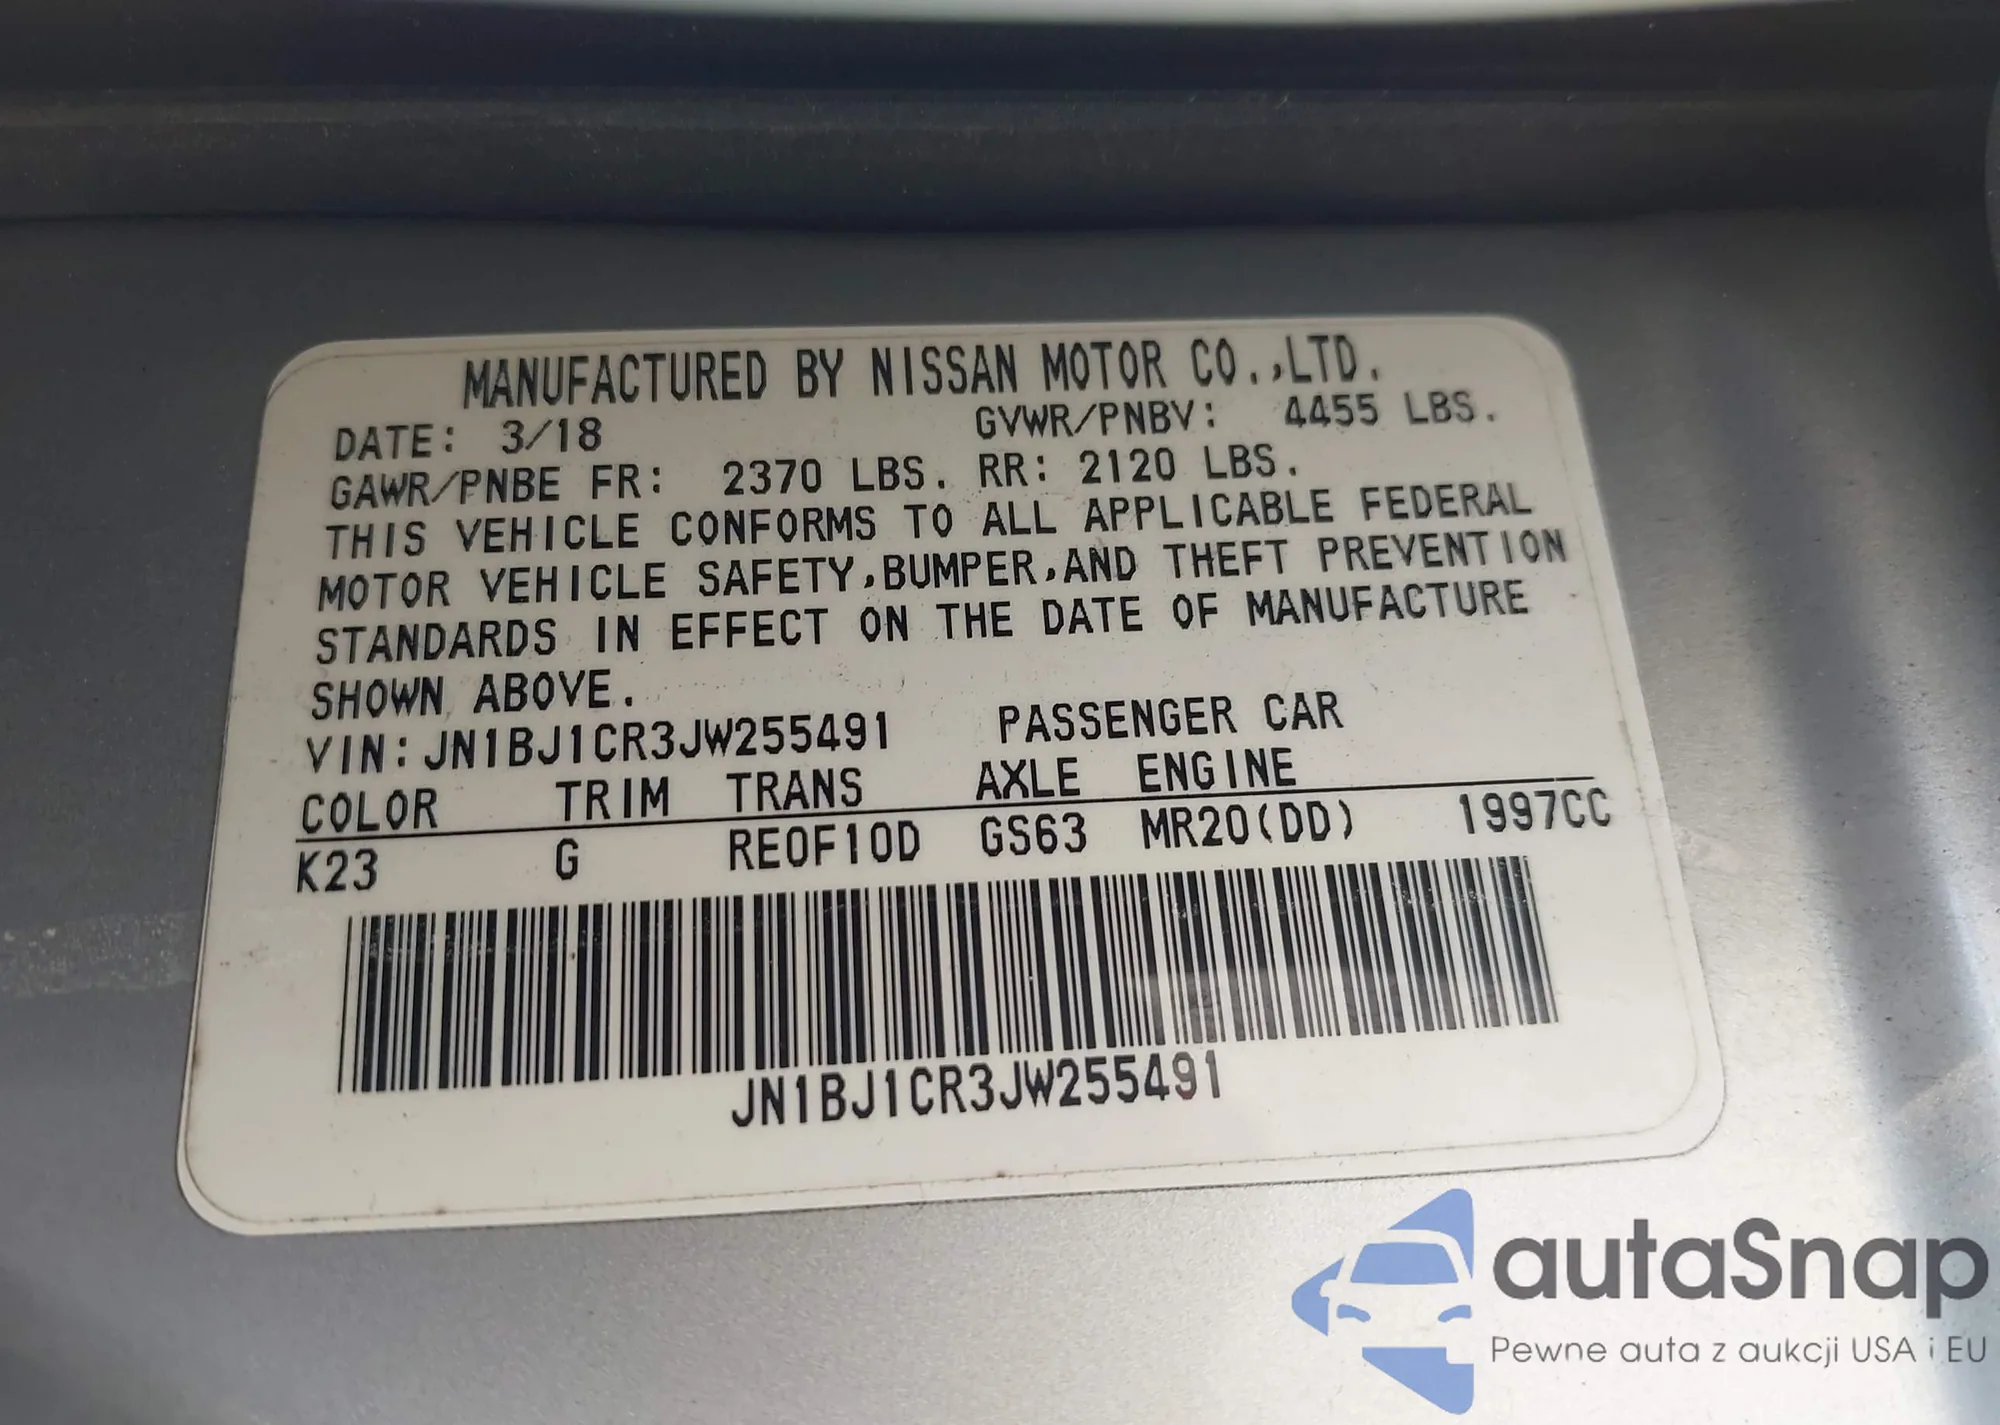 MANUFACTURED BY NISSAN MOTOR CO.,LTD.
DATE: 3/18 GVWR/PNBV: 4455 LBS.
GAWR/PNBE FR: 2370 LBS. RR: 2120 LBS.
THIS VEHICLE CONFORMS TO ALL APPLICABLE FEDERAL
MOTOR VEHICLE SAFETY,BUMPER,AND THEFT PREVENTION
STANDARDS IN EFFECT ON THE DATE OF MANUFACTURE
SHOWN ABOVE.
VIN:JN1BJ1CR3JW255491 PASSENGER CAR
COLOR TRIM TRANS AXLE ENGINE
K23 G RE0F10D GS63 MR20(DD) 1997CC
JN1BJ1CR3JW255491
autaSnap
Pewne auta z aukcji USA i EU